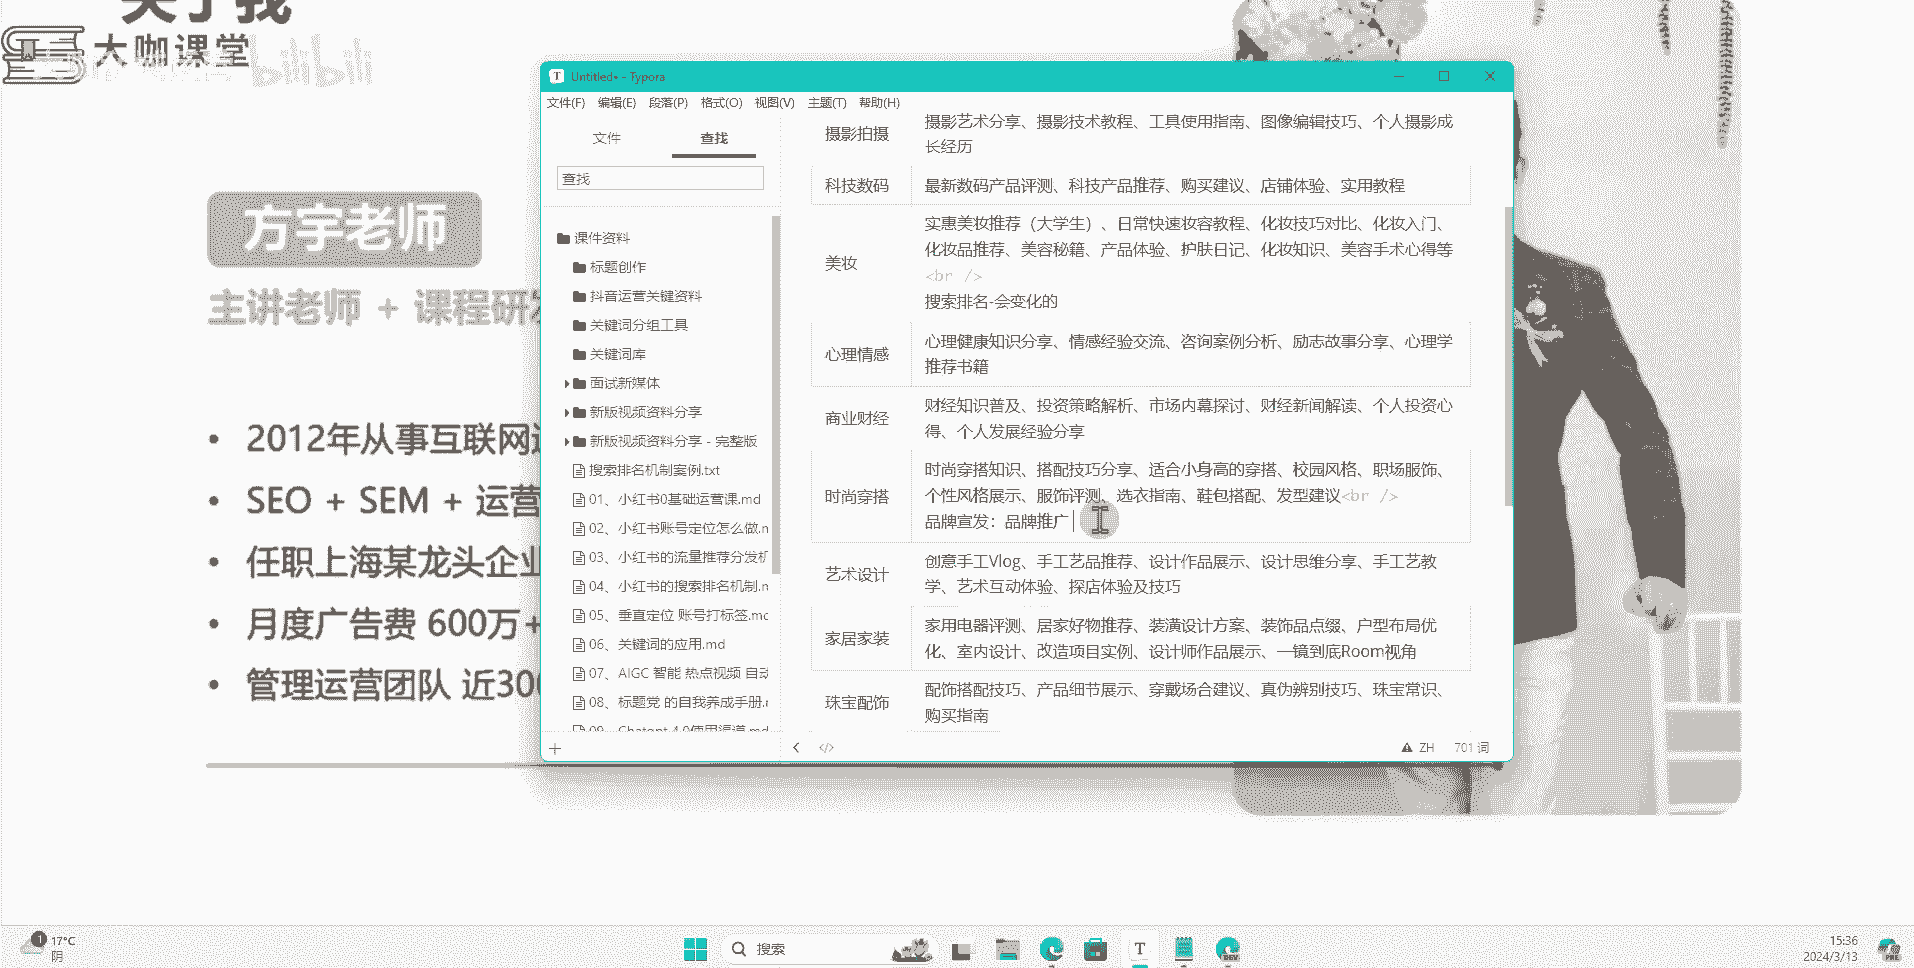 关于我
大咖课堂
bilibili
方宇老师
主讲老师 + 课程研发
• 2012年从事互联网
• SEO + SEM + 运营
• 任职上海某龙头企业
• 月度广告费 600万+
• 管理运营团队 近300
Untitled• - Typora
文件(F) 编辑(E) 段落(P) 格式(O) 视图(V) 主题(T) 帮助(H)
文件 查找
查找
课件资料
标题创作
抖音运营关键资料
关键词分组工具
关键词库
面试新媒体
新版视频资料分享
新版视频资料分享 - 完整版
搜索排名机制案例.txt
01、小红书0基础运营课.md
02、小红书账号定位怎么做.m
03、小红书的流量推荐分发机
04、小红书的搜索排名机制.m
05、垂直定位 账号打标签.mc
06、关键词的应用.md
07、AIGC 智能 热点视频 自动
08、标题党 的自我养成手册.r
09、Chatgpt 4.0使用渠道.md
摄影拍摄
摄影艺术分享、摄影技术教程、工具使用指南、图像编辑技巧、个人摄影成
长经历
科技数码
最新数码产品评测、科技产品推荐、购买建议、店铺体验、实用教程
美妆
实惠美妆推荐（大学生）、日常快速妆容教程、化妆技巧对比、化妆入门、
化妆品推荐、美容秘籍、产品体验、护肤日记、化妆知识、美容手术心得等
<br />
搜索排名-会变化的
心理情感
心理健康知识分享、情感经验交流、咨询案例分析、励志故事分享、心理学
推荐书籍
商业财经
财经知识普及、投资策略解析、市场内幕探讨、财经新闻解读、个人投资心
得、个人发展经验分享
时尚穿搭
时尚穿搭知识、搭配技巧分享、适合小身高的穿搭、校园风格、职场服饰、
个性风格展示、服饰评测、选衣指南、鞋包搭配、发型建议<br />
品牌宣发：品牌推广
艺术设计
创意手工Vlog、手工艺品推荐、设计作品展示、设计思维分享、手工艺教
学、艺术互动体验、探店体验及技巧
家居家装
家用电器评测、居家好物推荐、装潢设计方案、装饰品点缀、户型布局优
化、室内设计、改造项目实例、设计师作品展示、一镜到底Room视角
珠宝配饰
配饰搭配技巧、产品细节展示、穿戴场合建议、真伪辨别技巧、珠宝常识、
购买指南
ZH 701 词
1
17°C
阴
搜索
15:36
2024/3/13